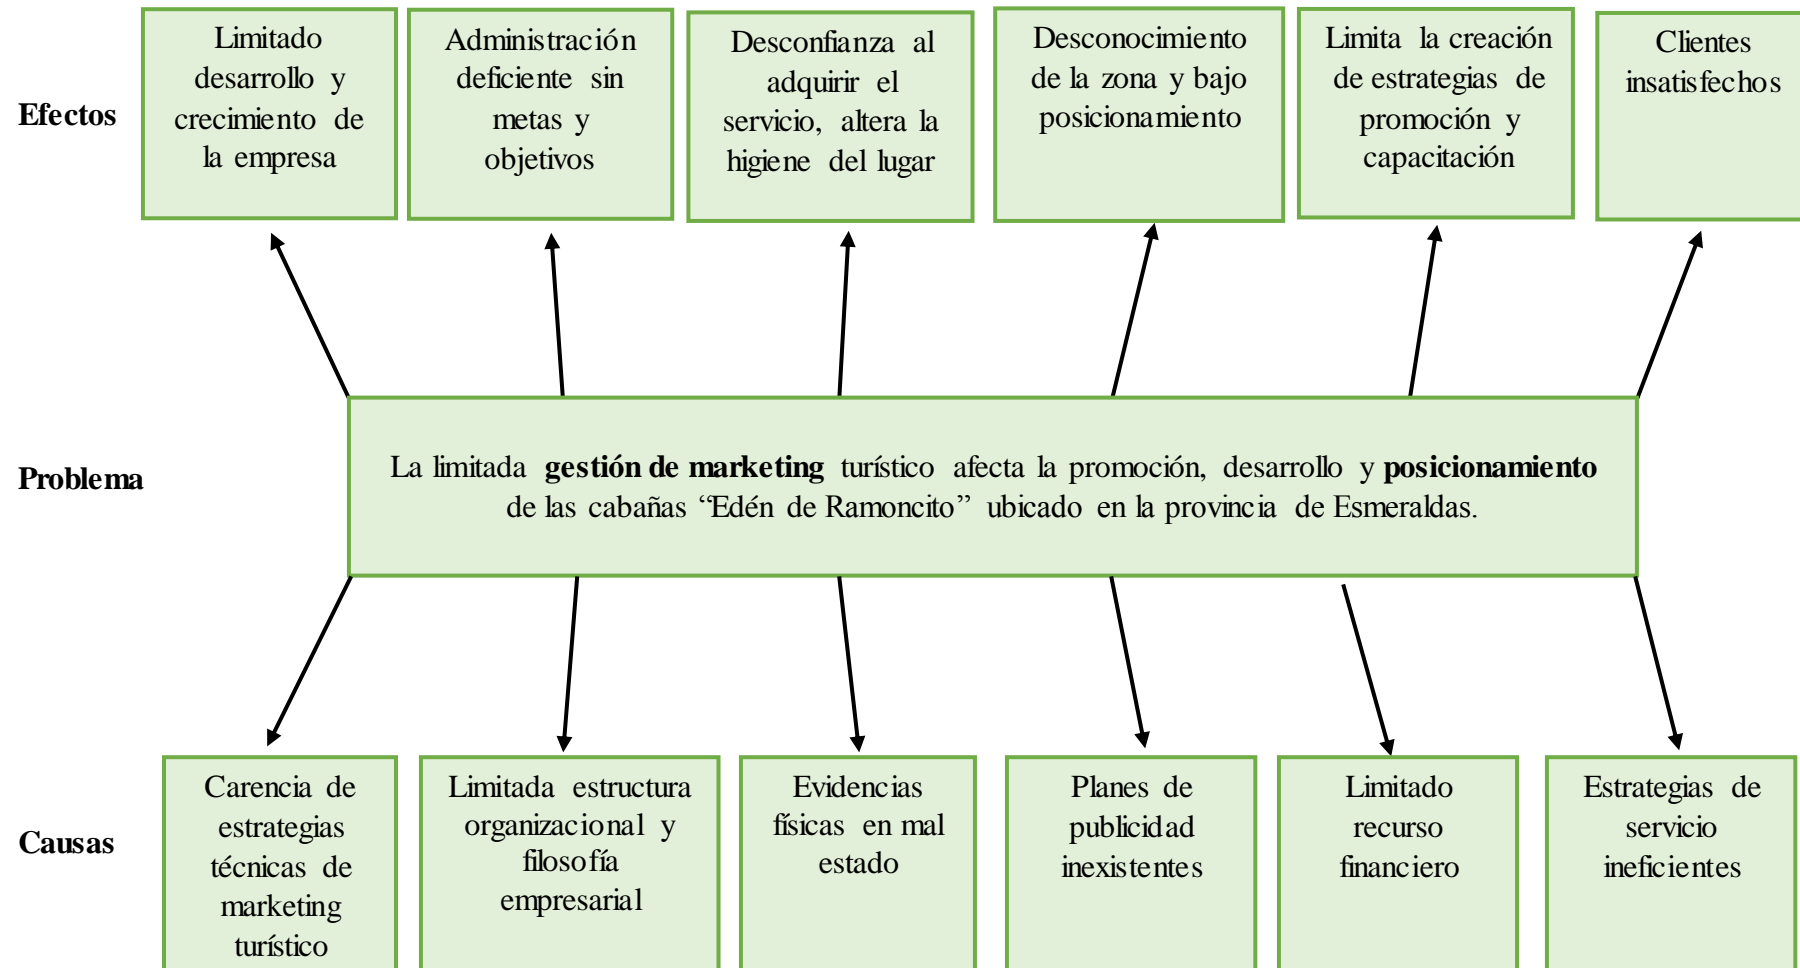 Efectos
Limitado
desarrollo y
crecimiento de
la empresa
Administración
deficiente sin
metas y
objetivos
Desconfianza al
adquirir el
servicio, altera la
higiene del lugar
Desconocimiento
de la zona y bajo
posicionamiento
Limita la creación
de estrategias de
promoción y
capacitación
Clientes
insatisfechos
Problema
La limitada gestión de marketing turístico afecta la promoción, desarrollo y posicionamiento
de las cabañas “Edén de Ramoncito” ubicado en la provincia de Esmeraldas.
Causas
Carencia de
estrategias
técnicas de
marketing
turístico
Limitada estructura
organizacional y
filosofía
empresarial
Evidencias
físicas en mal
estado
Planes de
publicidad
inexistentes
Limitado
recurso
financiero
Estrategias de
servicio
ineficientes